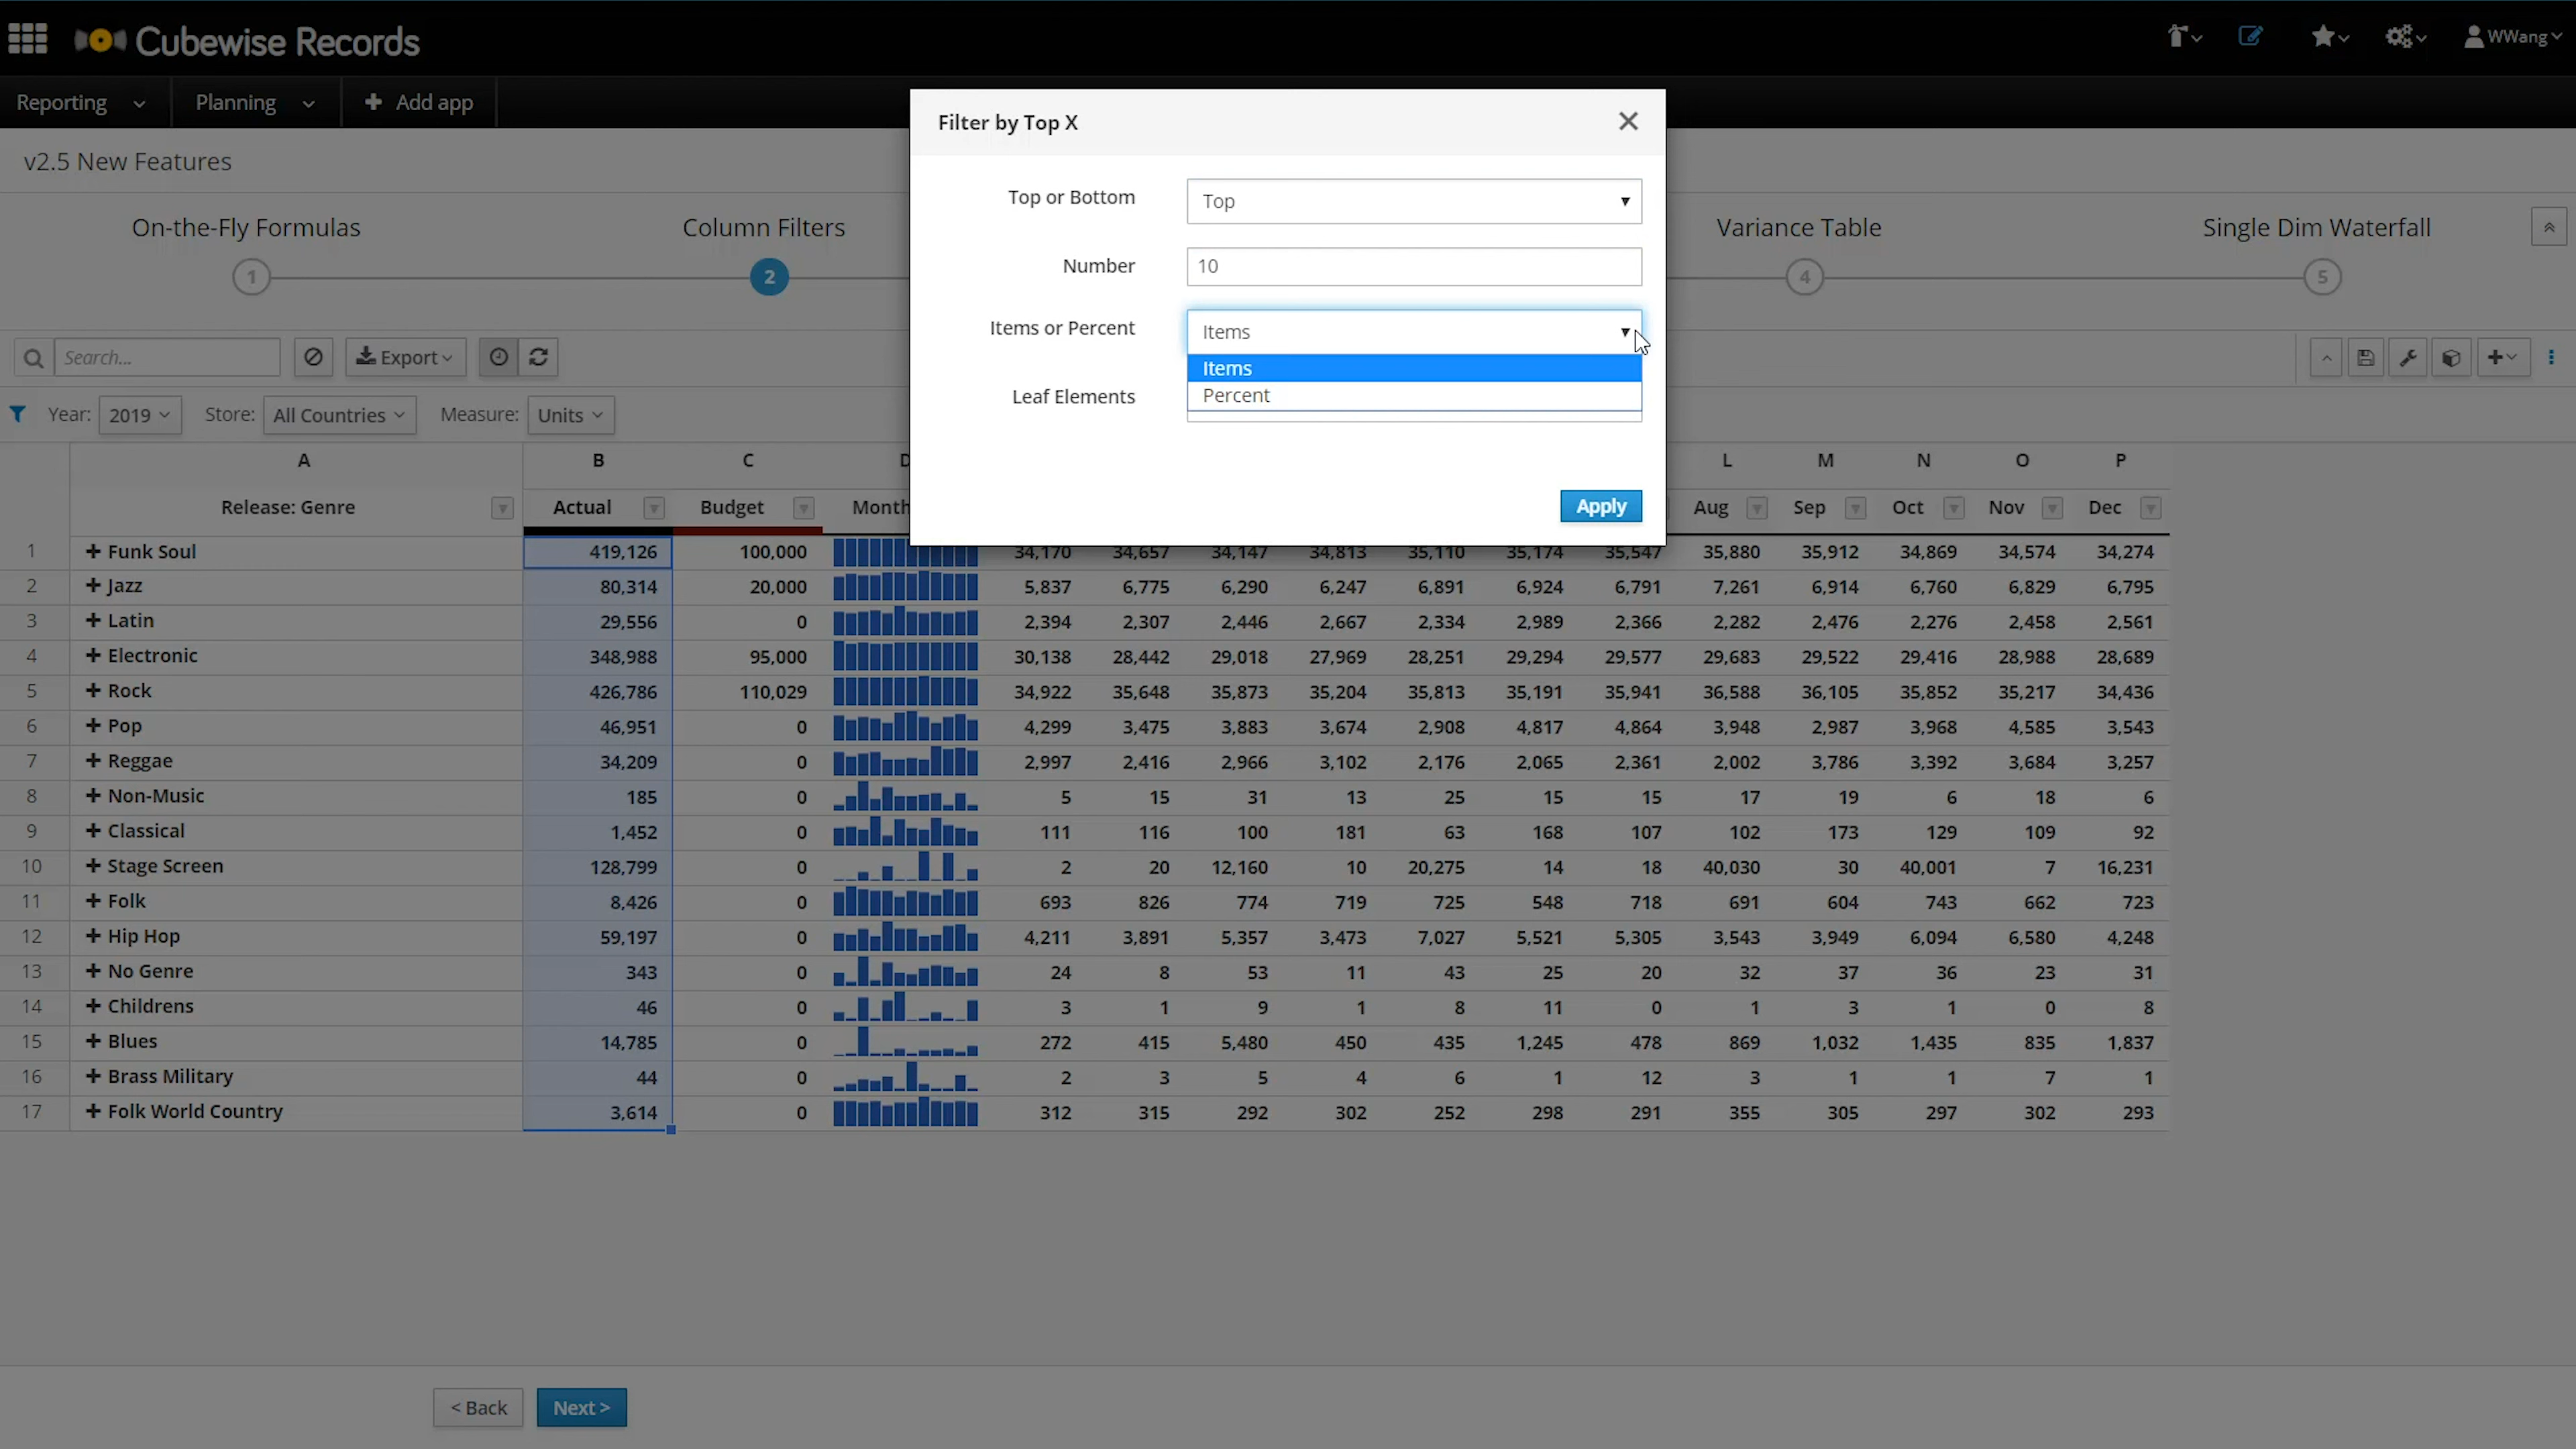 Cubewise Records
WWang
Reporting Planning + Add app
Filter by Top X
v2.5 New Features
Top or Bottom Top
On-the-Fly Formulas Column Filters Variance Table Single Dim Waterfall
Number 10
1 2 4 5
Items or Percent Items
Items
Percent
Leaf Elements
Search... Export
Year: 2019 Store: All Countries Measure: Units
A B C D L M N O P
Apply
Release: Genre Actual Budget Month Aug Sep Oct Nov Dec
1 + Funk Soul 419,126 100,000 34,170 34,657 34,147 34,813 35,110 35,174 35,547 35,880 35,912 34,869 34,574 34,274
2 + Jazz 80,314 20,000 5,837 6,775 6,290 6,247 6,891 6,924 6,791 7,261 6,914 6,760 6,829 6,795
3 + Latin 29,556 0 2,394 2,307 2,446 2,667 2,334 2,989 2,366 2,282 2,476 2,276 2,458 2,561
4 + Electronic 348,988 95,000 30,138 28,442 29,018 27,969 28,251 29,294 29,577 29,683 29,522 29,416 28,988 28,689
5 + Rock 426,786 110,029 34,922 35,648 35,873 35,204 35,813 35,191 35,941 36,588 36,105 35,852 35,217 34,436
6 + Pop 46,951 0 4,299 3,475 3,883 3,674 2,908 4,817 4,864 3,948 2,987 3,968 4,585 3,543
7 + Reggae 34,209 0 2,997 2,416 2,966 3,102 2,176 2,065 2,361 2,002 3,786 3,392 3,684 3,257
8 + Non-Music 185 0 5 15 31 13 25 15 15 17 19 6 18 6
9 + Classical 1,452 0 111 116 100 181 63 168 107 102 173 129 109 92
10 + Stage Screen 128,799 0 2 20 12,160 10 20,275 14 18 40,030 30 40,001 7 16,231
11 + Folk 8,426 0 693 826 774 719 725 548 718 691 604 743 662 723
12 + Hip Hop 59,197 0 4,211 3,891 5,357 3,473 7,027 5,521 5,305 3,543 3,949 6,094 6,580 4,248
13 + No Genre 343 0 24 8 53 11 43 25 20 32 37 36 23 31
14 + Childrens 46 0 3 1 9 1 8 11 0 1 3 1 0 8
15 + Blues 14,785 0 272 415 5,480 450 435 1,245 478 869 1,032 1,435 835 1,837
16 + Brass Military 44 0 2 3 5 4 6 1 12 3 1 1 7 1
17 + Folk World Country 3,614 0 312 315 292 302 252 298 291 355 305 297 302 293
< Back Next >